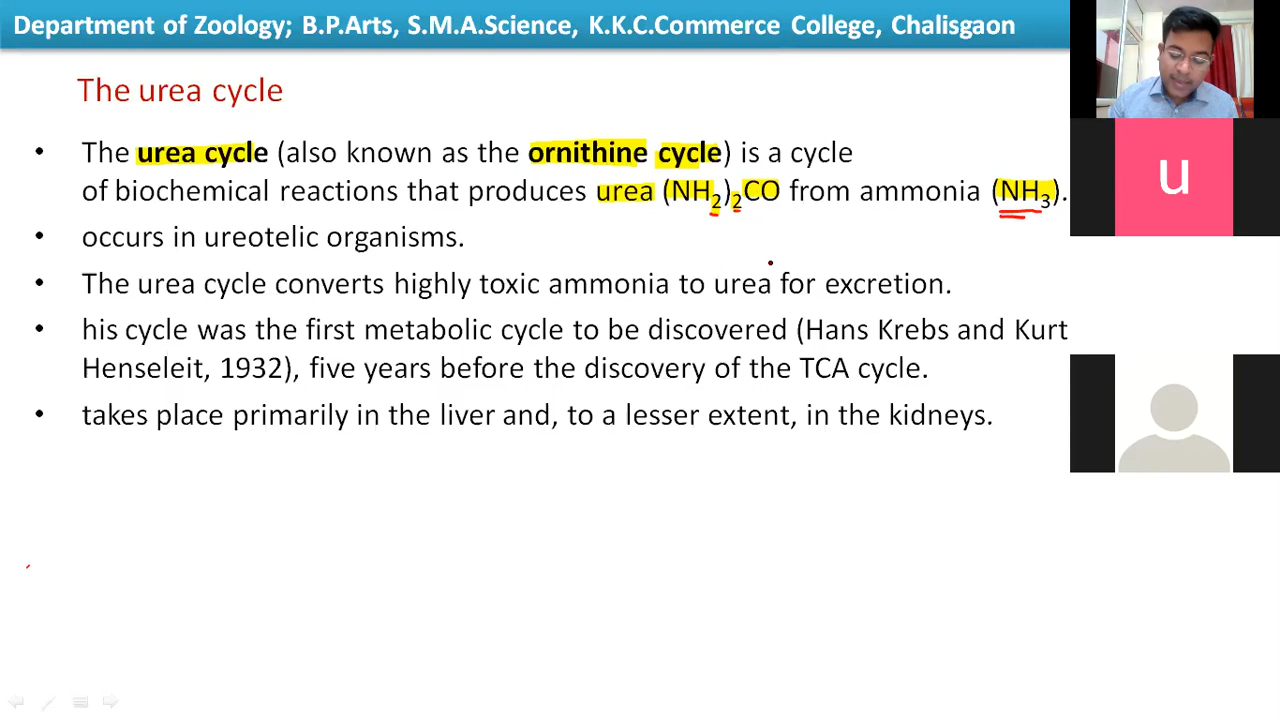 Department of Zoology; B.P.Arts, S.M.A.Science, K.K.C.Commerce College, Chalisgaon
The urea cycle
• The urea cycle (also known as the ornithine cycle) is a cycle
of biochemical reactions that produces urea (NH₂)₂CO from ammonia (NH₃).
• occurs in ureotelic organisms.
• The urea cycle converts highly toxic ammonia to urea for excretion.
• his cycle was the first metabolic cycle to be discovered (Hans Krebs and Kurt
Henseleit, 1932), five years before the discovery of the TCA cycle.
• takes place primarily in the liver and, to a lesser extent, in the kidneys.
u